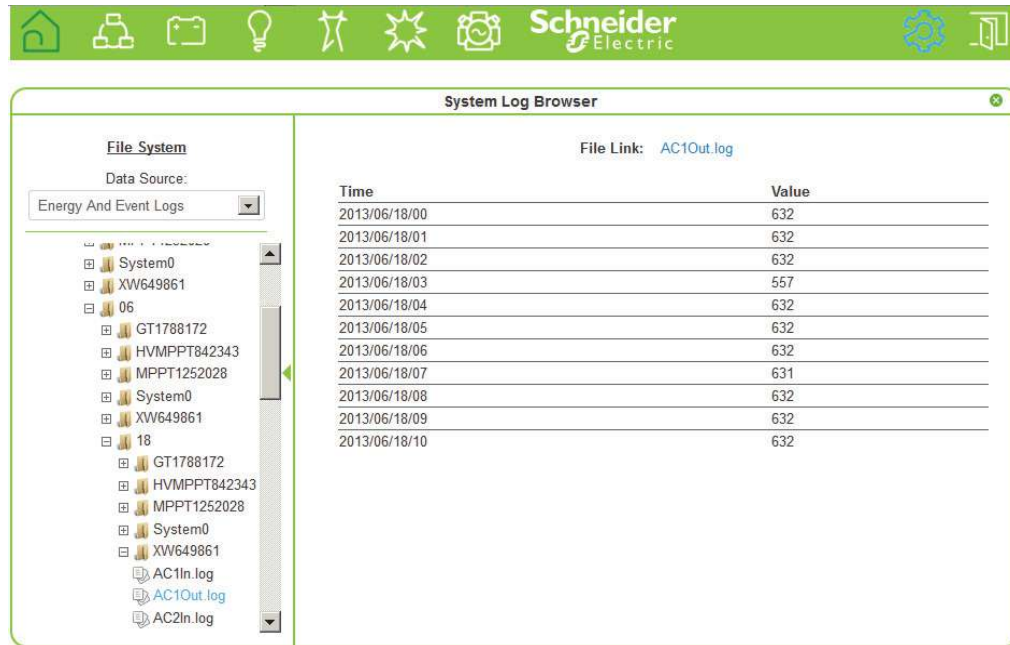 Schneider
Electric
System Log Browser
File System
Data Source:
Energy And Event Logs
System0
XW649861
06
GT1788172
HVMPPT842343
MPPT1252028
System0
XW649861
18
GT1788172
HVMPPT842343
MPPT1252028
System0
XW649861
AC1In.log
AC1Out.log
AC2In.log
File Link: AC1Out.log
Time Value
2013/06/18/00 632
2013/06/18/01 632
2013/06/18/02 632
2013/06/18/03 557
2013/06/18/04 632
2013/06/18/05 632
2013/06/18/06 632
2013/06/18/07 631
2013/06/18/08 632
2013/06/18/09 632
2013/06/18/10 632